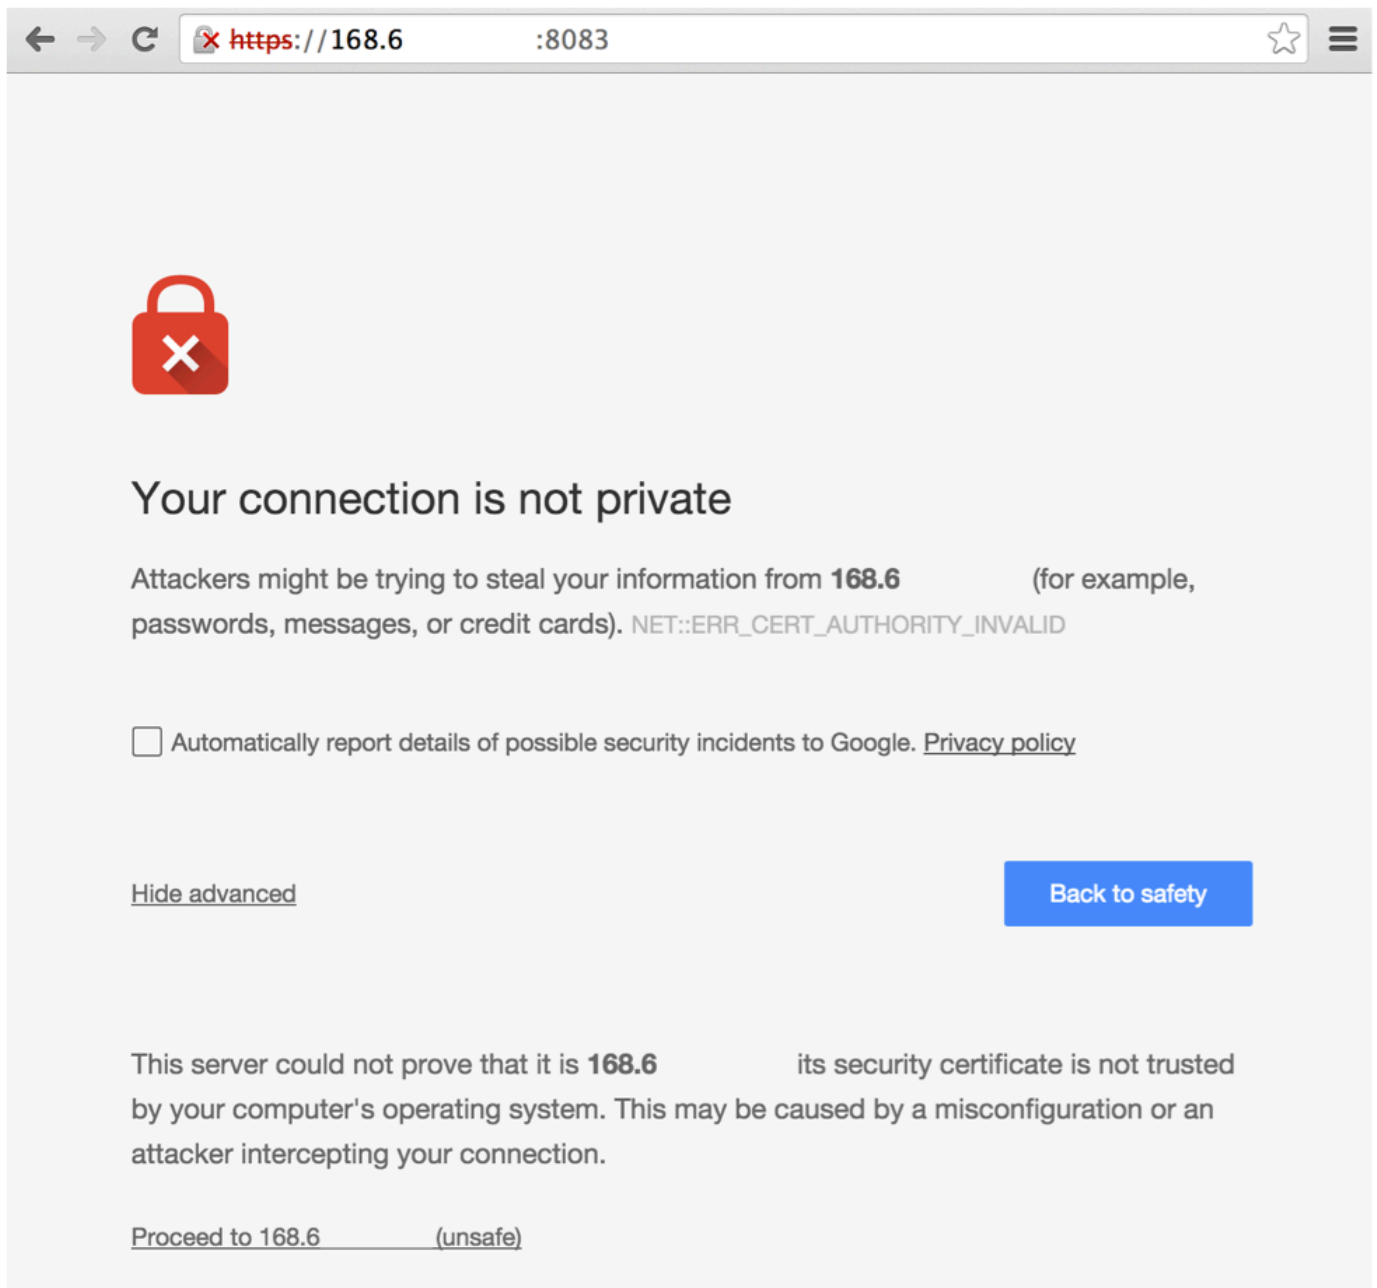 https://168.6 :8083
Your connection is not private
Attackers might be trying to steal your information from 168.6 (for example,
passwords, messages, or credit cards). NET::ERR_CERT_AUTHORITY_INVALID
Automatically report details of possible security incidents to Google. Privacy policy
Hide advanced
Back to safety
This server could not prove that it is 168.6 its security certificate is not trusted
by your computer's operating system. This may be caused by a misconfiguration or an
attacker intercepting your connection.
Proceed to 168.6 (unsafe)